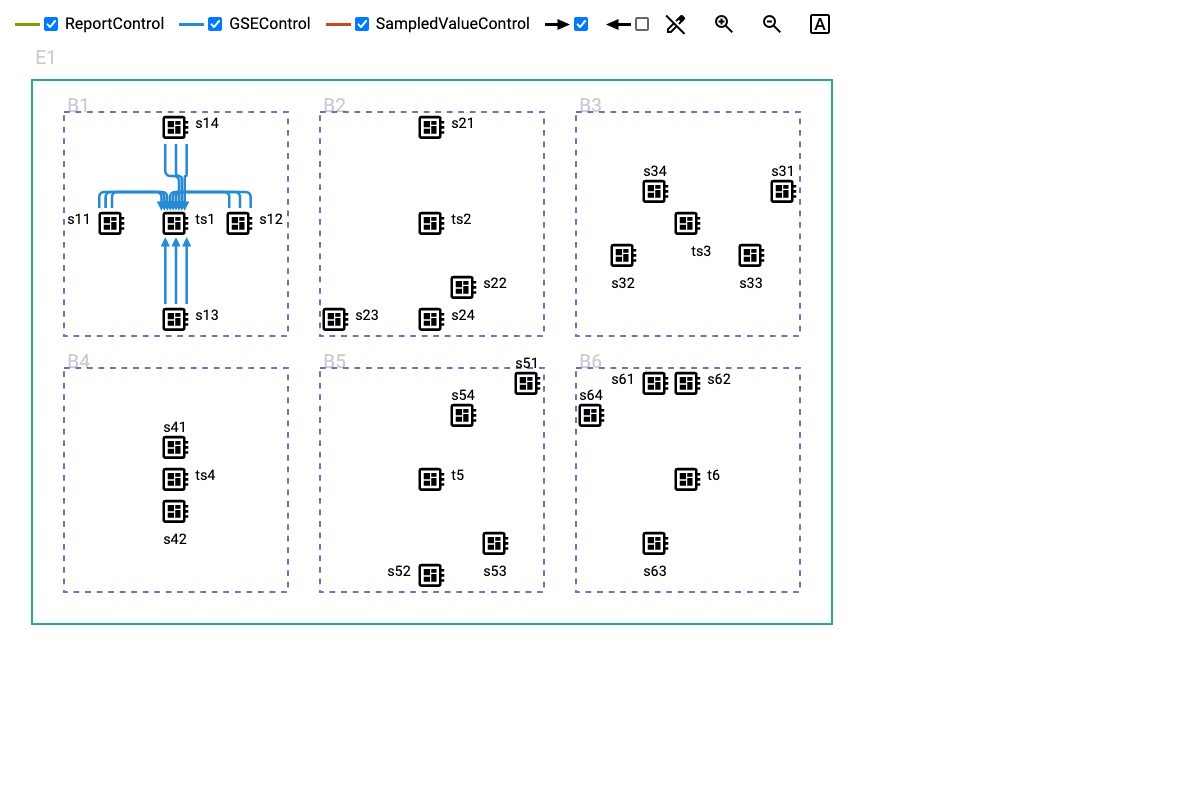 ReportControl GSEControl SampledValueControl A
E1
B1 B2 B3
s14 s21
s34 s31
s11 ts1 s12 ts2 ts3
s22 s32 s33
s13 s23 s24
B4 B5 B6
s51
s61 s62
s54 s64
s41
ts4 t5 t6
s42
s52 s53 s63